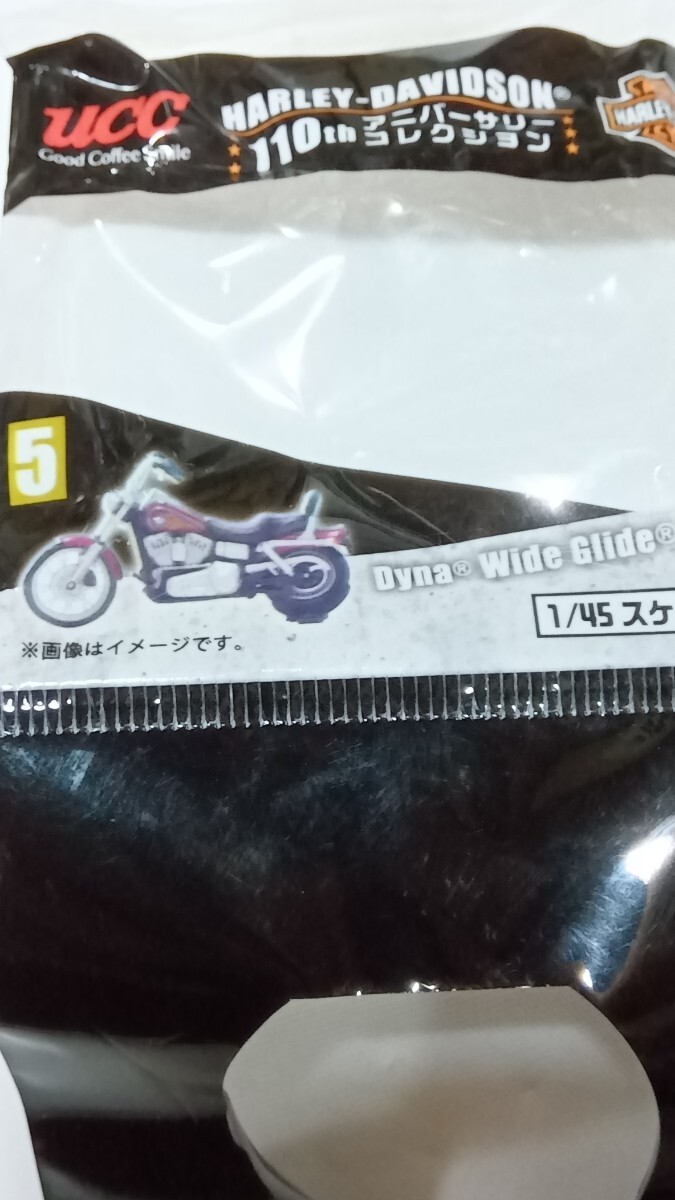 UCC
Good Coffee Smile
HARLEY-DAVIDSON®
110th アニバーサリー
コレクション
HARLEY
5
Dyna® Wide Glide®
1/45 スケ
※画像はイメージです。